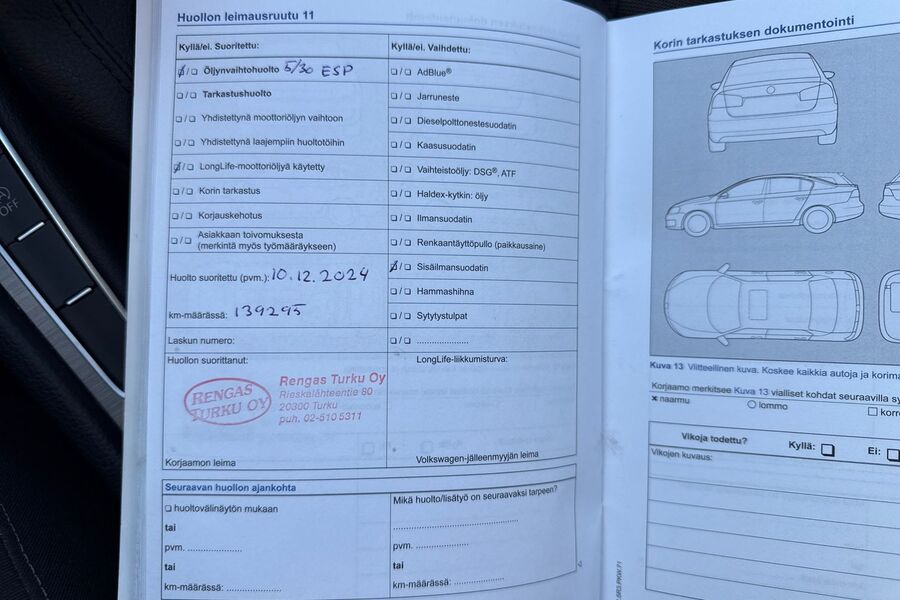 Huollon leimausruutu 11
Kyllä/ei. Suoritettu:
☐/☐ Öljynvaihtohuolto 5/30 ESP
☐/☐ Tarkastushuolto
☐/☐ Yhdistettynä moottoriöljyn vaihtoon
☐/☐ Yhdistettynä laajempiin huoltotöihin
☐/☐ LongLife-moottoriöljyä käytetty
☐/☐ Korin tarkastus
☐/☐ Korjauskehotus
☐/☐ Asiakkaan toivomuksesta
(merkintä myös työmääräykseen)
Huolto suoritettu (pvm.): 10.12.2024
km-määrässä: 139295
Laskun numero:
Huollon suorittanut:
RENGAS
TURKU OY
Rengas Turku Oy
Rieskalähteentie 80
20300 Turku
puh. 02-510 5311
Korjaamon leima
Kyllä/ei. Vaihdettu:
☐/☐ AdBlue®
☐/☐ Jarruneste
☐/☐ Dieselpolttonestesuodatin
☐/☐ Kaasusuodatin
☐/☐ Vaihteistoöljy: DSG®, ATF
☐/☐ Haldex-kytkin: öljy
☐/☐ Ilmansuodatin
☐/☐ Renkaantäyttöpullo (paikkausaine)
☐/☐ Sisäilmansuodatin
☐/☐ Hammashihna
☐/☐ Sytytystulpat
☐/☐ ....................
LongLife-liikkumisturva:
Volkswagen-jälleenmyyjän leima
Seuraavan huollon ajankohta
☐ huoltovälinäytön mukaan
tai
pvm. ....................
tai
km-määrässä: ....................
Mikä huolto/lisätyö on seuraavaksi tarpeen?
........................................
pvm. ....................
tai
km-määrässä: ....................
Korin tarkastuksen dokumentointi
Kuva 13 Viitteellinen kuva. Koskee kaikkia autoja ja korima
Korjaamo merkitsee Kuva 13 vialliset kohdat seuraavilla sy
× naarmu ○ lommo ☐ korro
Vikoja todettu? Kyllä: ☐ Ei: ☐
Vikojen kuvaus:
OFF